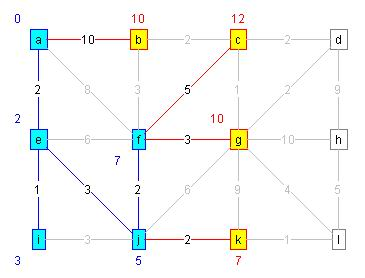 0 10 12
a 10 b 2 c 2 d
2 8 3 5 1 2 9
2 10
e 6 f 3 g 10 h
7
1 3 2 6 9 4 5
i 3 j 2 k 1 l
3 5 7